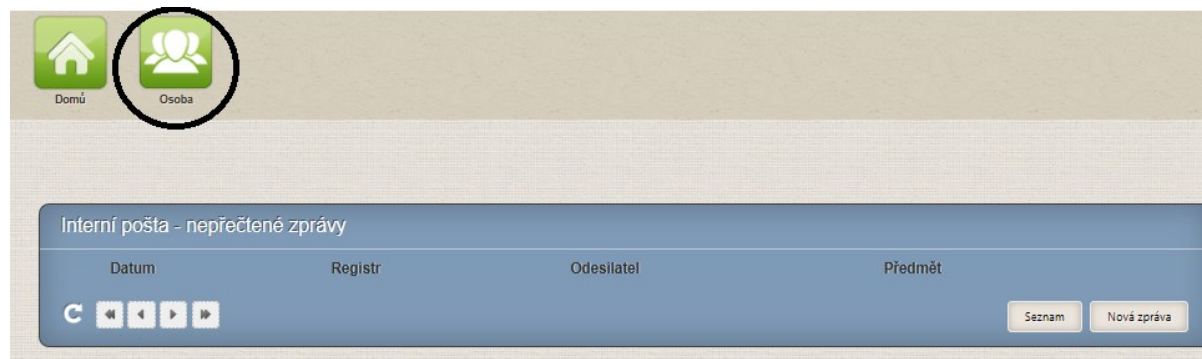 Domů Osoba
Interní pošta - nepřečtené zprávy
Datum Registr Odesilatel Předmět
Seznam Nová zpráva